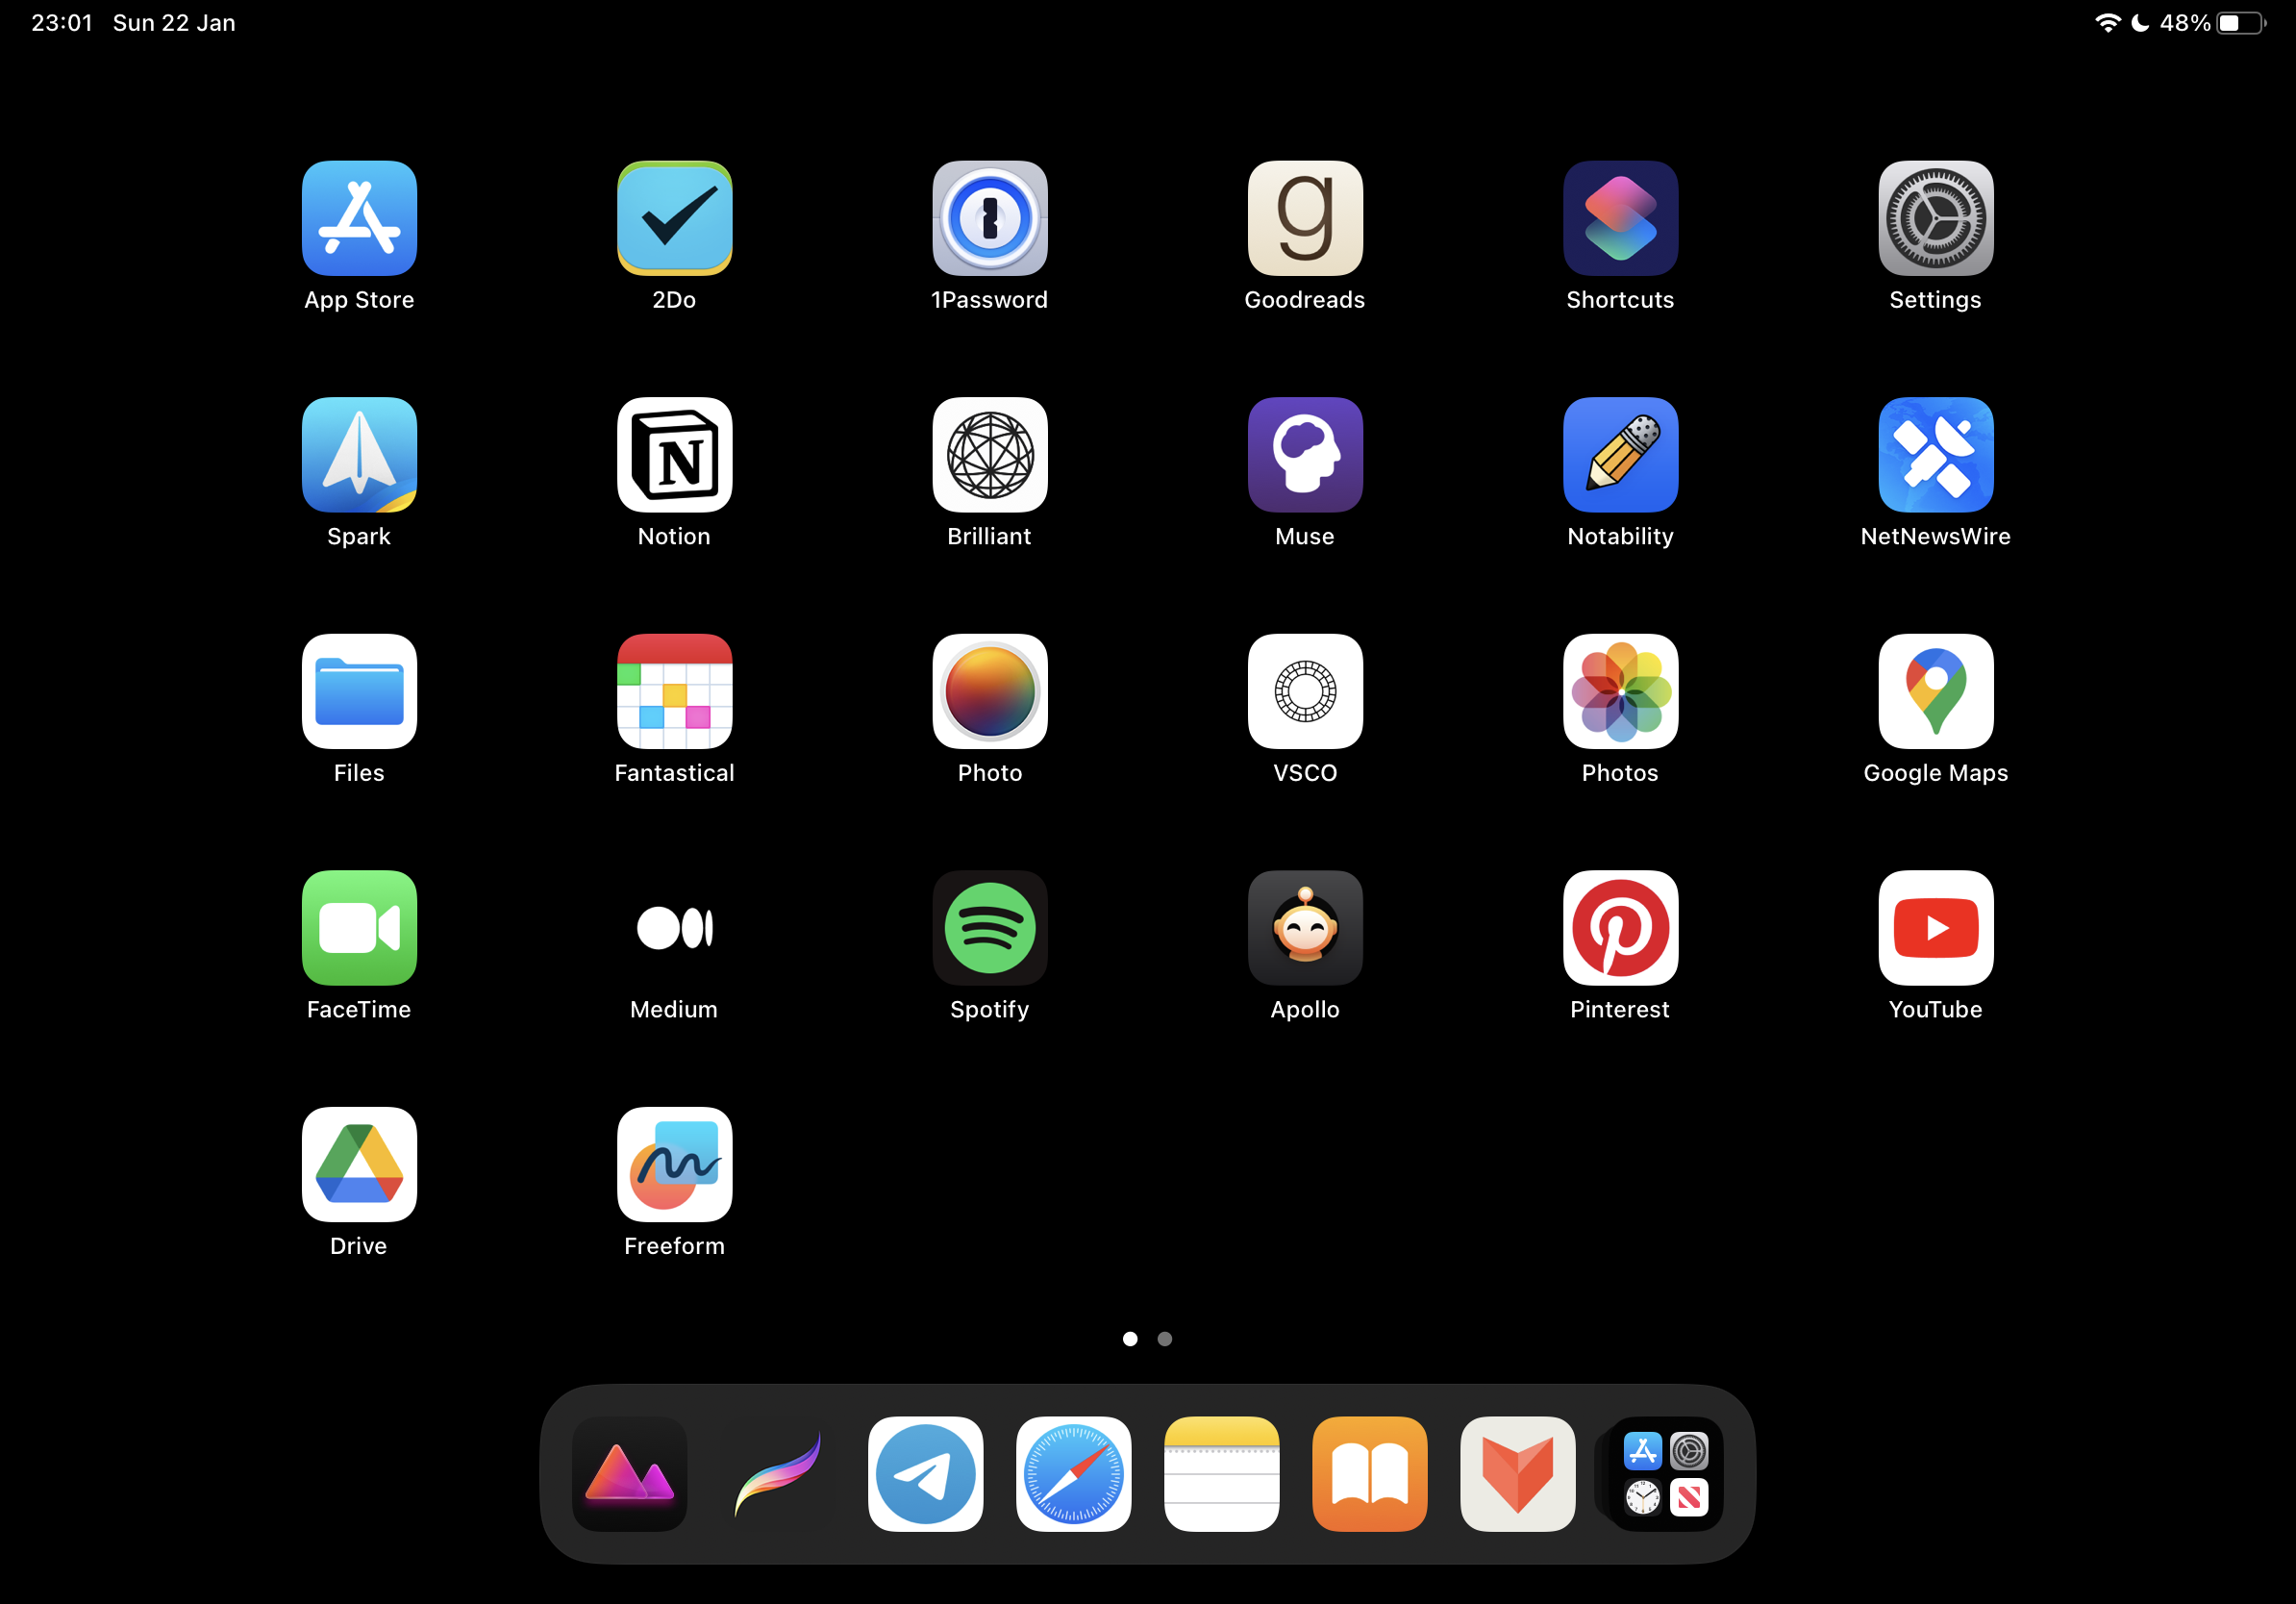 23:01 Sun 22 Jan
48%
App Store 2Do 1Password Goodreads Shortcuts Settings
Spark Notion Brilliant Muse Notability NetNewsWire
Files Fantastical Photo VSCO Photos Google Maps
FaceTime Medium Spotify Apollo Pinterest YouTube
Drive Freeform